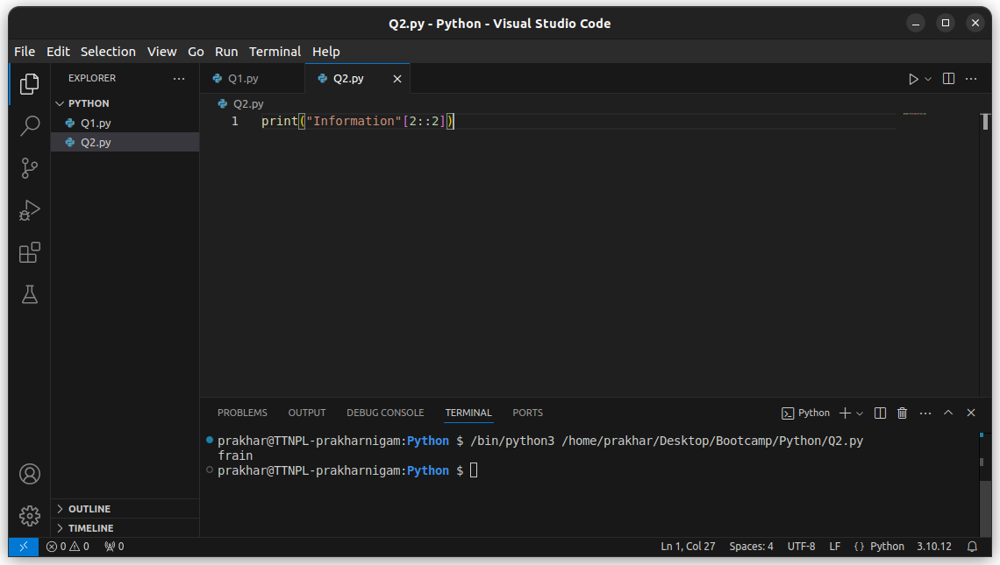 Q2.py - Python - Visual Studio Code
File Edit Selection View Go Run Terminal Help
EXPLORER
PYTHON
Q1.py
Q2.py
OUTLINE
TIMELINE
Q1.py
Q2.py
Q2.py
1 print("Information"[2::2])
PROBLEMS OUTPUT DEBUG CONSOLE TERMINAL PORTS
Python
prakhar@TTNPL-prakharnigam:Python $ /bin/python3 /home/prakhar/Desktop/Bootcamp/Python/Q2.py
frain
prakhar@TTNPL-prakharnigam:Python $
0 0 0
Ln 1, Col 27 Spaces: 4 UTF-8 LF {} Python 3.10.12